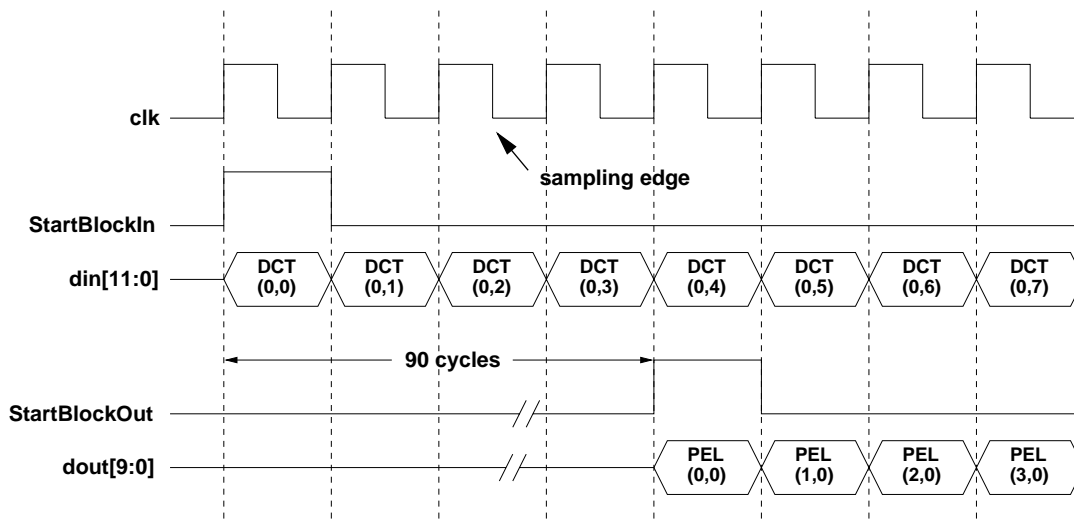 clk
sampling edge
StartBlockIn
din[11:0]
DCT (0,0)
DCT (0,1)
DCT (0,2)
DCT (0,3)
DCT (0,4)
DCT (0,5)
DCT (0,6)
DCT (0,7)
90 cycles
StartBlockOut
dout[9:0]
PEL (0,0)
PEL (1,0)
PEL (2,0)
PEL (3,0)